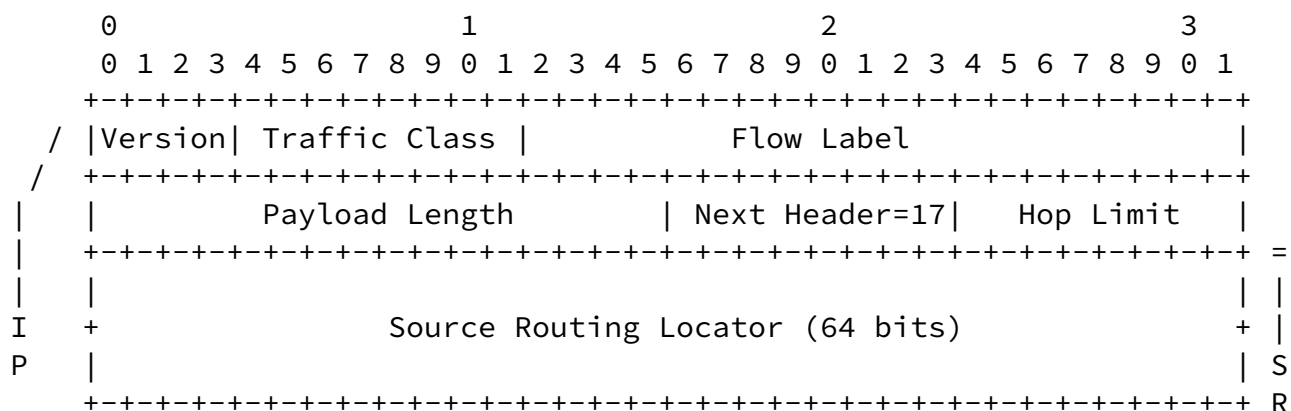 0                   1                   2                   3
       0 1 2 3 4 5 6 7 8 9 0 1 2 3 4 5 6 7 8 9 0 1 2 3 4 5 6 7 8 9 0 1
      +-+-+-+-+-+-+-+-+-+-+-+-+-+-+-+-+-+-+-+-+-+-+-+-+-+-+-+-+-+-+-+-+
    / |Version| Traffic Class |           Flow Label                  |
   /  +-+-+-+-+-+-+-+-+-+-+-+-+-+-+-+-+-+-+-+-+-+-+-+-+-+-+-+-+-+-+-+-+
  |   |         Payload Length        | Next Header=17|   Hop Limit   |
  |   +-+-+-+-+-+-+-+-+-+-+-+-+-+-+-+-+-+-+-+-+-+-+-+-+-+-+-+-+-+-+-+-+ =
  |   |                                                               | |
  I   +                Source Routing Locator (64 bits)               + |
  P   |                                                               | S
      +-+-+-+-+-+-+-+-+-+-+-+-+-+-+-+-+-+-+-+-+-+-+-+-+-+-+-+-+-+-+-+-+ R